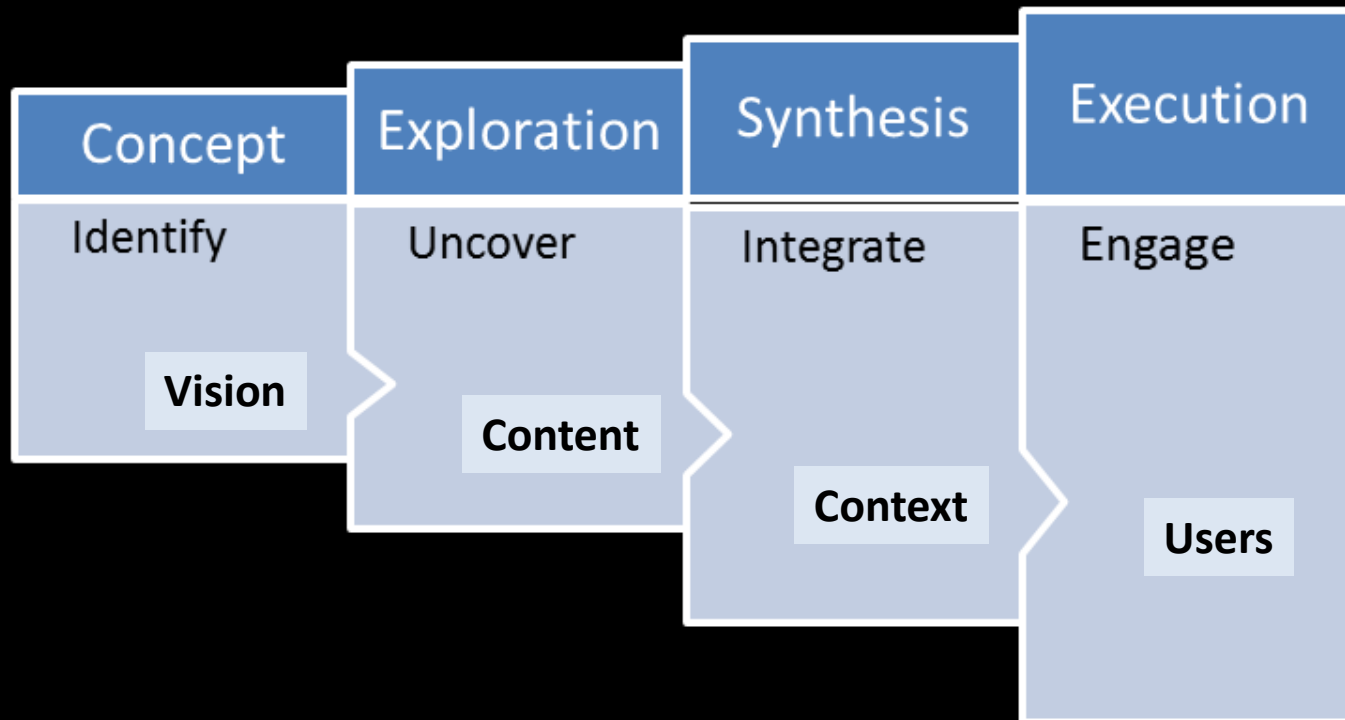 Concept
Identify
Vision
Exploration
Uncover
Content
Synthesis
Integrate
Context
Execution
Engage
Users